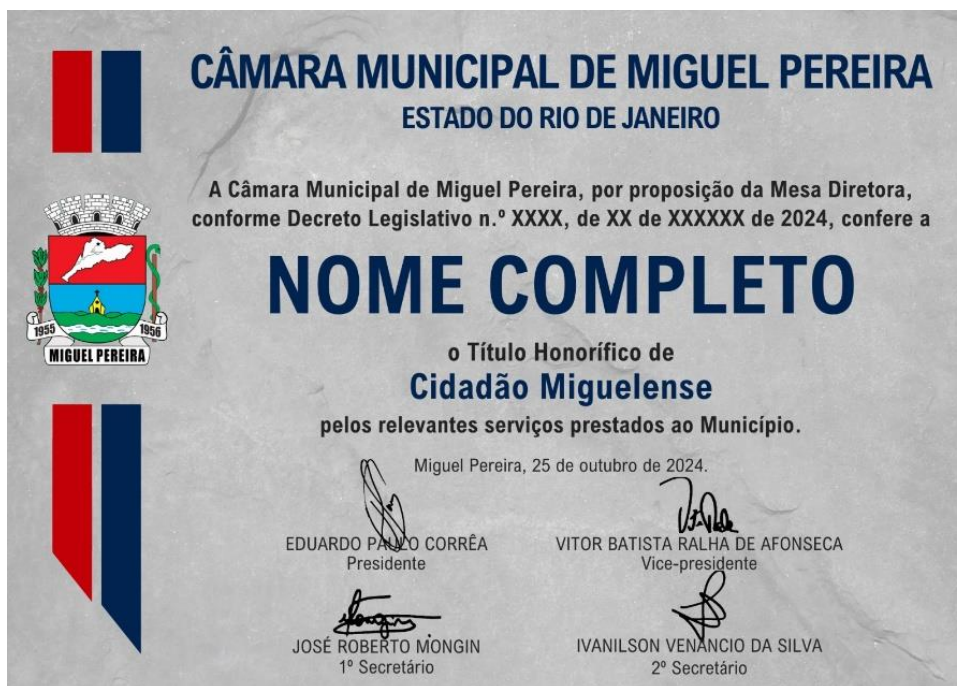 CÂMARA MUNICIPAL DE MIGUEL PEREIRA
ESTADO DO RIO DE JANEIRO
A Câmara Municipal de Miguel Pereira, por proposição da Mesa Diretora,
conforme Decreto Legislativo n.º XXXX, de XX de XXXXXX de 2024, confere a
NOME COMPLETO
1955 1956
MIGUEL PEREIRA
o Título Honorífico de
Cidadão Miguelense
pelos relevantes serviços prestados ao Município.
Miguel Pereira, 25 de outubro de 2024.
EDUARDO PAULO CORRÊA
Presidente
VITOR BATISTA RALHA DE AFONSECA
Vice-presidente
JOSÉ ROBERTO MONGIN
1º Secretário
IVANILSON VENÂNCIO DA SILVA
2º Secretário